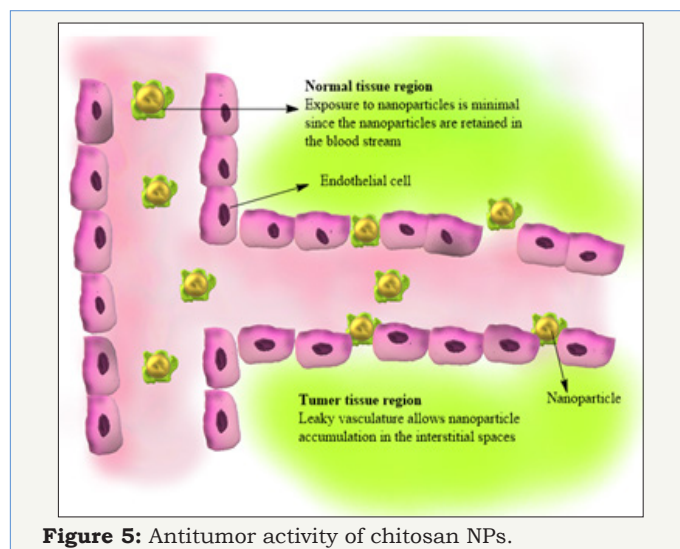 Normal tissue region
Exposure to nanoparticles is minimal
since the nanoparticles are retained in
the blood stream
Endothelial cell
Nanoparticle
Tumer tissue region
Leaky vasculature allows nanoparticle
accumulation in the interstitial spaces
Figure 5: Antitumor activity of chitosan NPs.